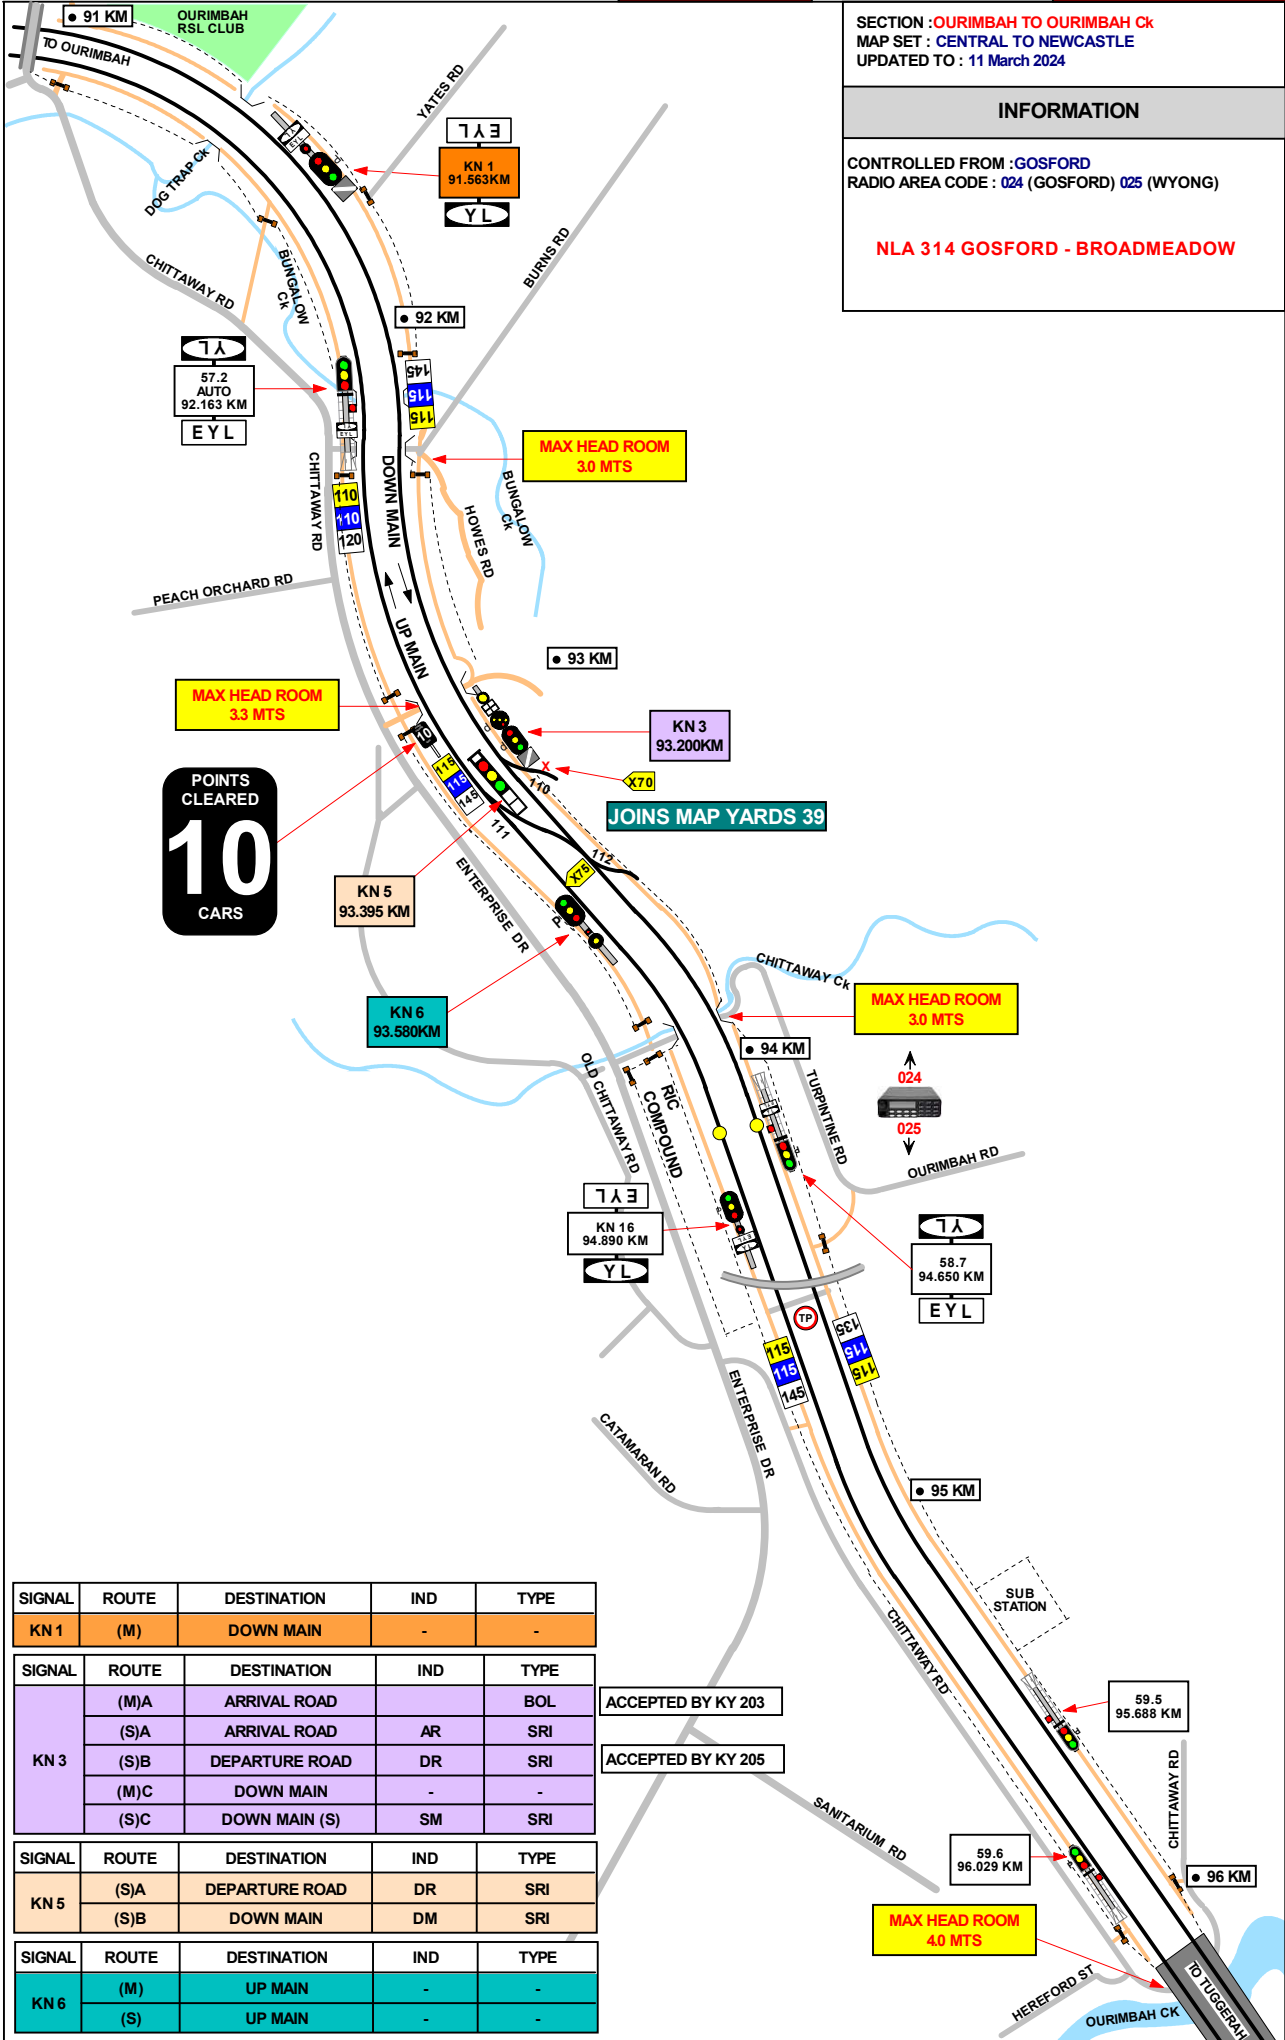 91 KM
OURIMBAH
RSL CLUB
TO OURIMBAH
SECTION : OURIMBAH TO OURIMBAH Ck
MAP SET : CENTRAL TO NEWCASTLE
UPDATED TO : 11 March 2024
INFORMATION
CONTROLLED FROM : GOSFORD
RADIO AREA CODE : 024 (GOSFORD) 025 (WYONG)
NLA 314 GOSFORD - BROADMEADOW
YATES RD
EYL
KN 1
91.563KM
YL
DOG TRAP Ck
CHITTAWAY RD
BUNGALOW
Ck
BURNS RD
92 KM
YL
57.2
AUTO
92.163 KM
EYL
145
115
115
MAX HEAD ROOM
3.0 MTS
CHITTAWAY RD
110
110
120
DOWN MAIN
BUNGALOW
Ck
HOWES RD
PEACH ORCHARD RD
UP MAIN
93 KM
MAX HEAD ROOM
3.3 MTS
KN 3
93.200KM
10
115
115
145
X
X70
110
POINTS
CLEARED
10
CARS
JOINS MAP YARDS 39
111
112
X75
KN 5
93.395 KM
ENTERPRISE DR
P
KN 6
93.580KM
CHITTAWAY Ck
MAX HEAD ROOM
3.0 MTS
94 KM
024
025
TURPINTINE RD
OLD CHITTAWAY RD
RIC
COMPOUND
OURIMBAH RD
EYL
KN 16
94.890 KM
YL
YL
58.7
94.650 KM
EYL
TP
115
115
145
135
115
115
ENTERPRISE DR
CATAMARAN RD
95 KM
SUB
STATION
CHITTAWAY RD
59.5
95.688 KM
CHITTAWAY RD
SANITARIUM RD
59.6
96.029 KM
96 KM
MAX HEAD ROOM
4.0 MTS
HEREFORD ST
OURIMBAH CK
TO TUGGERAH
SIGNAL ROUTE DESTINATION IND TYPE
KN 1 (M) DOWN MAIN - -
SIGNAL ROUTE DESTINATION IND TYPE
KN 3 (M)A ARRIVAL ROAD BOL ACCEPTED BY KY 203
(S)A ARRIVAL ROAD AR SRI
(S)B DEPARTURE ROAD DR SRI ACCEPTED BY KY 205
(M)C DOWN MAIN - -
(S)C DOWN MAIN (S) SM SRI
SIGNAL ROUTE DESTINATION IND TYPE
KN 5 (S)A DEPARTURE ROAD DR SRI
(S)B DOWN MAIN DM SRI
SIGNAL ROUTE DESTINATION IND TYPE
KN 6 (M) UP MAIN - -
(S) UP MAIN - -